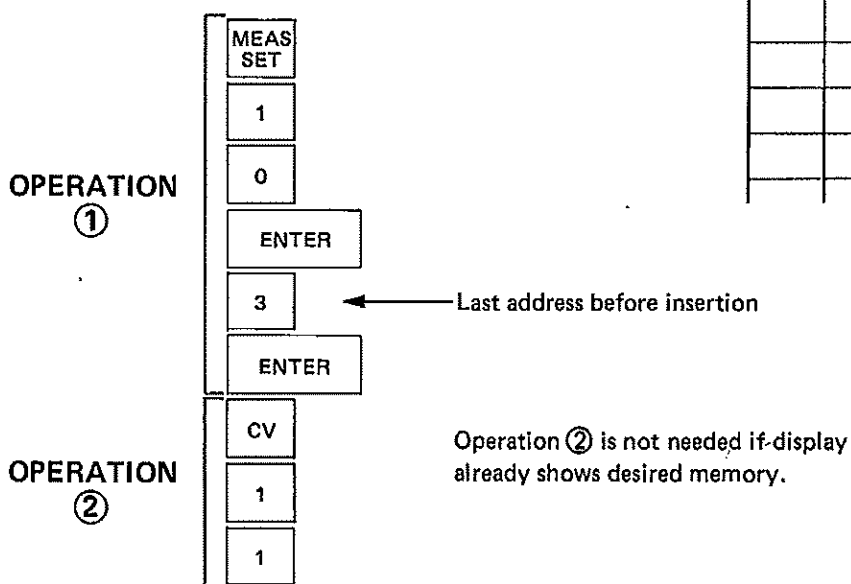 MEAS
SET
1
0
OPERATION
①
ENTER
3
Last address before insertion
ENTER
CV
Operation ② is not needed if display
already shows desired memory.
OPERATION
②
1
1